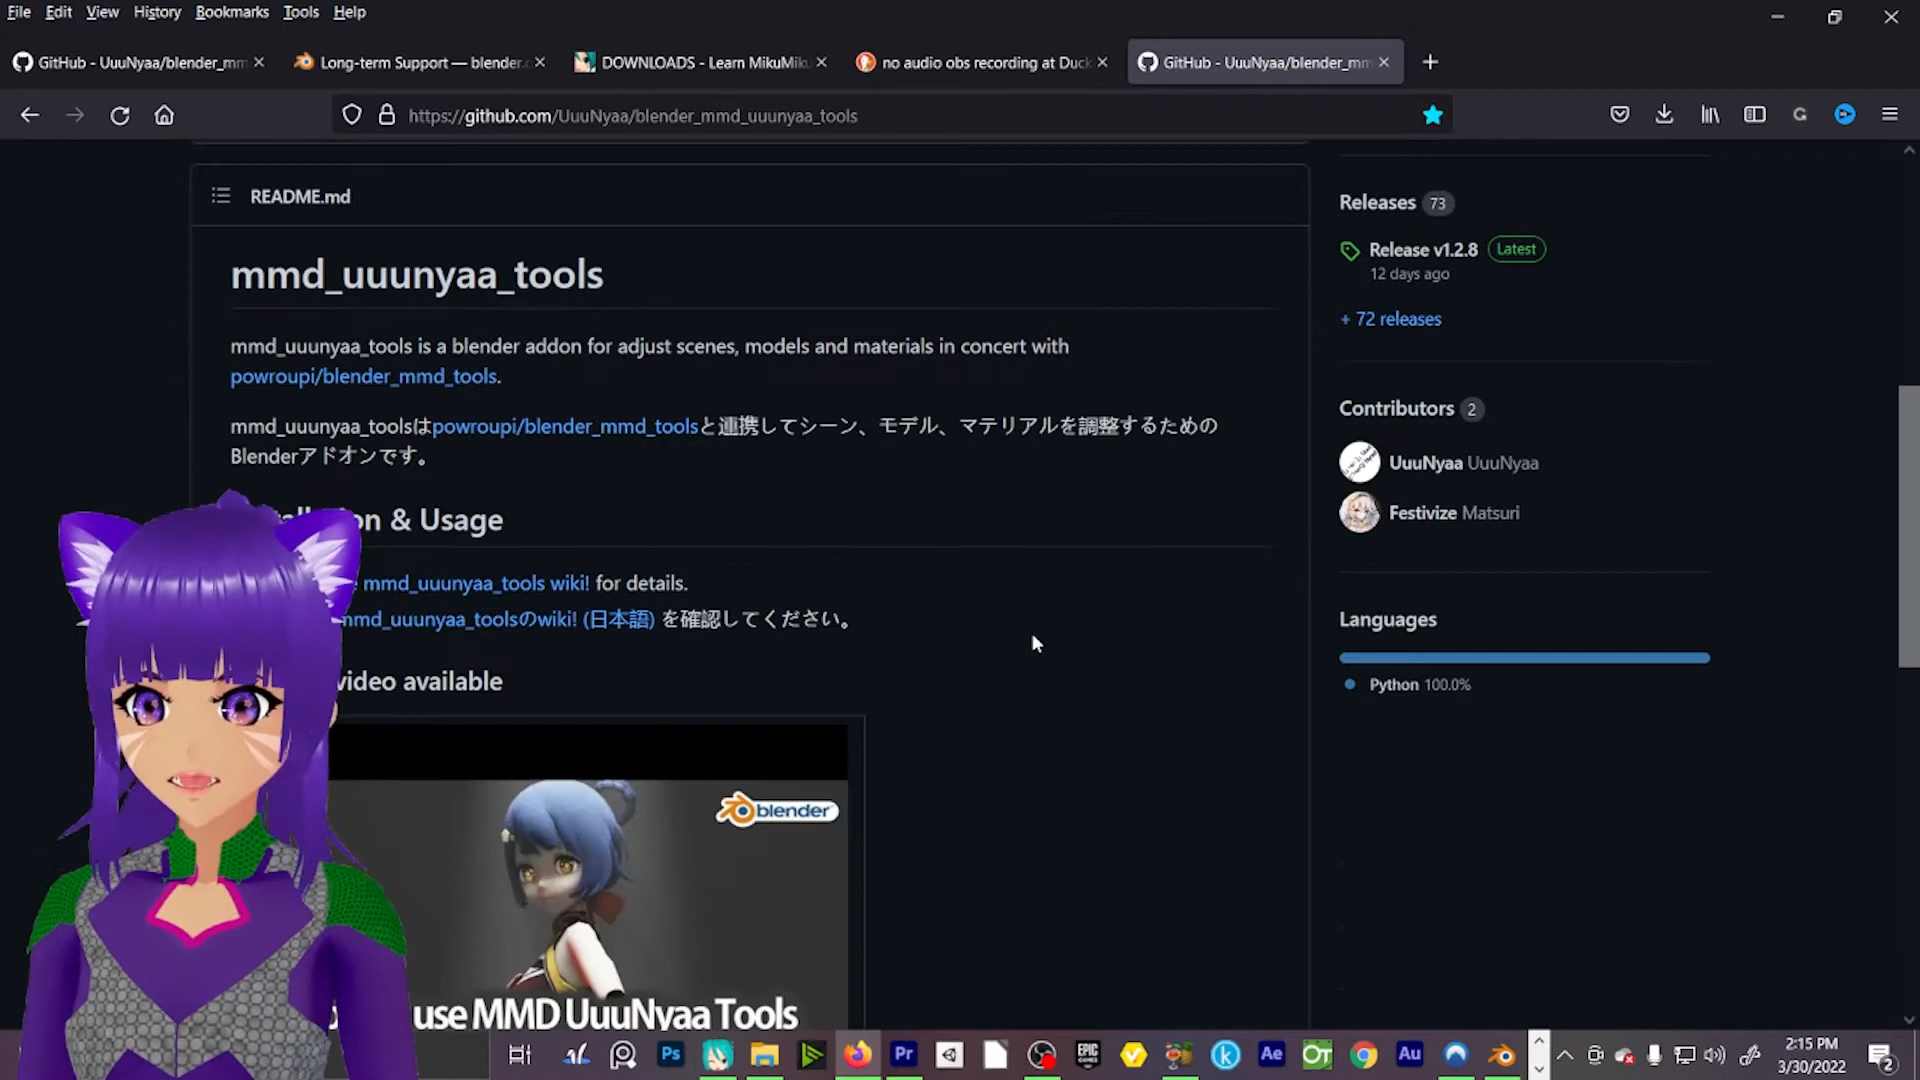 File Edit View History Bookmarks Tools Help
GitHub - UuuNyaa/blender_mm
Long-term Support — blender.
DOWNLOADS - Learn MikuMik
no audio obs recording at Duck
GitHub - UuuNyaa/blender_mm
https://github.com/UuuNyaa/blender_mmd_uuunyaa_tools
README.md
mmd_uuunyaa_tools
mmd_uuunyaa_tools is a blender addon for adjust scenes, models and materials in concert with
powroupi/blender_mmd_tools.
mmd_uuunyaa_toolsはpowroupi/blender_mmd_toolsと連携してシーン、モデル、マテリアルを調整するための
Blenderアドオンです。
on & Usage
mmd_uuunyaa_tools wiki! for details.
mmd_uuunyaa_toolsのwiki! (日本語) を確認してください。
video available
blender
use MMD UuuNyaa Tools
Releases 73
Release v1.2.8 Latest
12 days ago
+ 72 releases
Contributors 2
UuuNyaa UuuNyaa
Festivize Matsuri
Languages
Python 100.0%
Ps
Pr
EPIC GAMES
Ae
OT
Au
2:15 PM
3/30/2022
2